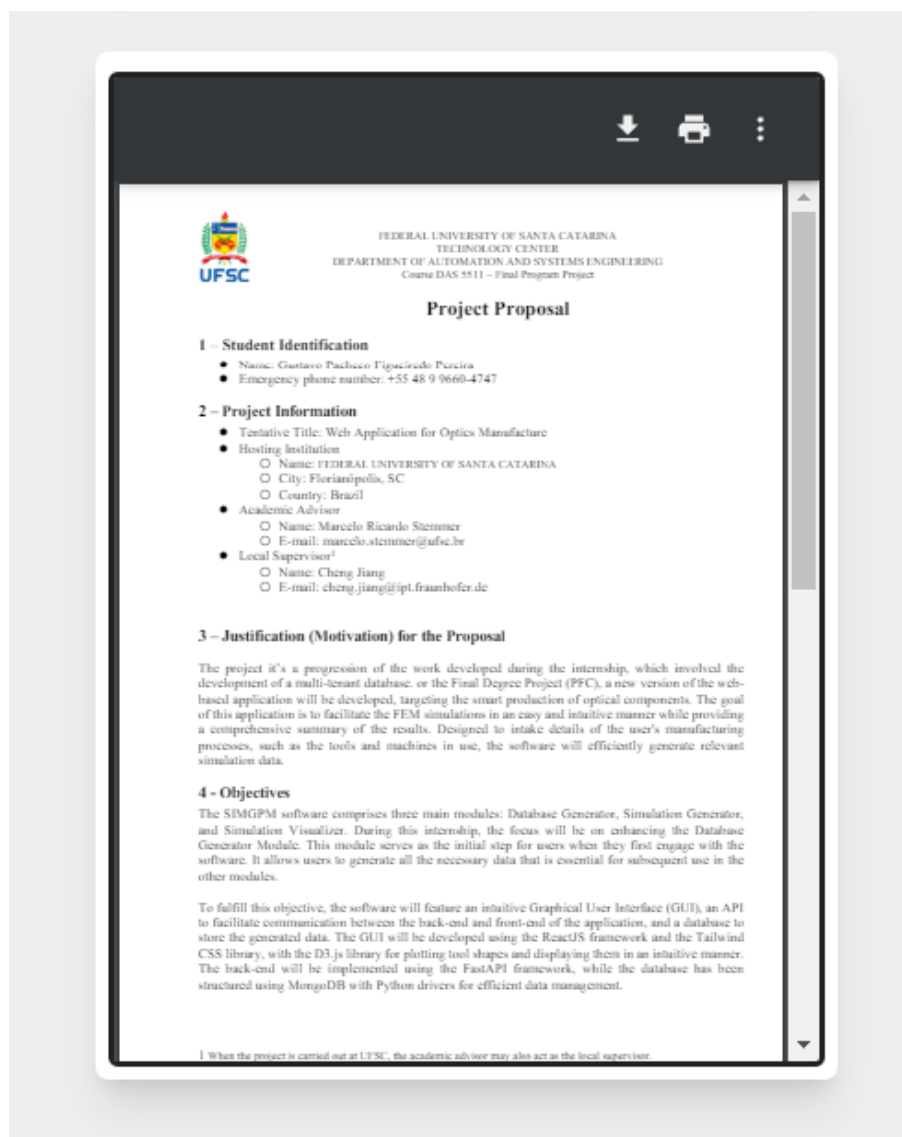 UFSC
FEDERAL UNIVERSITY OF SANTA CATARINA
TECHNOLOGY CENTER
DEPARTMENT OF AUTOMATION AND SYSTEMS ENGINEERING
Course DAS 5511 – Final Program Project
Project Proposal
1 – Student Identification
● Name: Gustavo Pacheco Figueiredo Pereira
● Emergency phone number: +55 48 9 9660-4747
2 – Project Information
● Tentative Title: Web Application for Optics Manufacture
● Hosting Institution
○ Name: FEDERAL UNIVERSITY OF SANTA CATARINA
○ City: Florianópolis, SC
○ Country: Brazil
● Academic Advisor
○ Name: Marcelo Ricardo Stemmer
○ E-mail: marcelo.stemmer@ufsc.br
● Local Supervisor¹
○ Name: Cheng Jiang
○ E-mail: cheng.jiang@ipt.fraunhofer.de
3 – Justification (Motivation) for the Proposal
The project it's a progression of the work developed during the internship, which involved the
development of a multi-tenant database. or the Final Degree Project (PFC), a new version of the web-
based application will be developed, targeting the smart production of optical components. The goal
of this application is to facilitate the FEM simulations in an easy and intuitive manner while providing
a comprehensive summary of the results. Designed to intake details of the user's manufacturing
processes, such as the tools and machines in use, the software will efficiently generate relevant
simulation data.
4 - Objectives
The SIMGPM software comprises three main modules: Database Generator, Simulation Generator,
and Simulation Visualizer. During this internship, the focus will be on enhancing the Database
Generator Module. This module serves as the initial step for users when they first engage with the
software. It allows users to generate all the necessary data that is essential for subsequent use in the
other modules.
To fulfill this objective, the software will feature an intuitive Graphical User Interface (GUI), an API
to facilitate communication between the back-end and front-end of the application, and a database to
store the generated data. The GUI will be developed using the ReactJS framework and the Tailwind
CSS library, with the D3.js library for plotting tool shapes and displaying them in an intuitive manner.
The back-end will be implemented using the FastAPI framework, while the database has been
structured using MongoDB with Python drivers for efficient data management.
1 When the project is carried out at UFSC, the academic advisor may also act as the local supervisor.